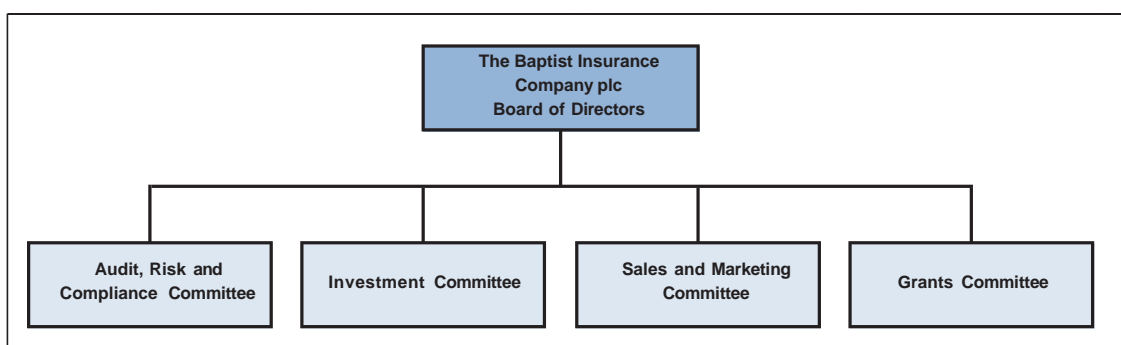 The Baptist Insurance
Company plc
Board of Directors
Audit, Risk and
Compliance Committee
Investment Committee
Sales and Marketing
Committee
Grants Committee